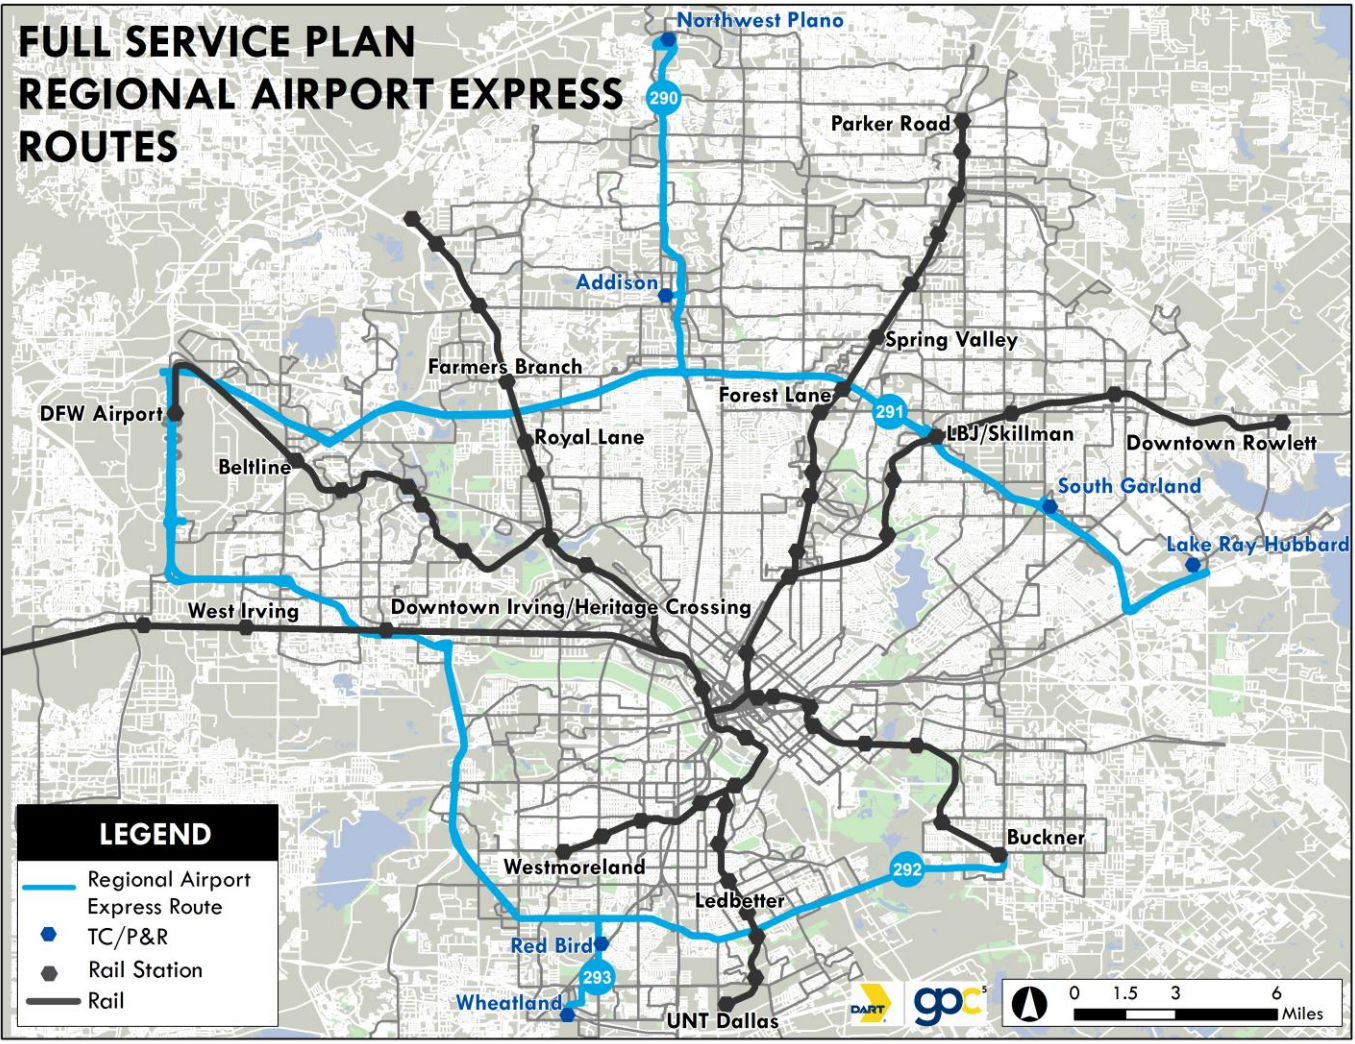 FULL SERVICE PLAN
REGIONAL AIRPORT EXPRESS
ROUTES
Northwest Plano
290
Parker Road
Addison
Spring Valley
Farmers Branch
Forest Lane
291
DFW Airport
Royal Lane
LBJ/Skillman
Downtown Rowlett
Beltline
South Garland
Lake Ray Hubbard
West Irving
Downtown Irving/Heritage Crossing
Buckner
Westmoreland
292
Ledbetter
Red Bird
293
Wheatland
UNT Dallas
LEGEND
Regional Airport
Express Route
TC/P&R
Rail Station
Rail
DART
gpc5
0 1.5 3 6
Miles